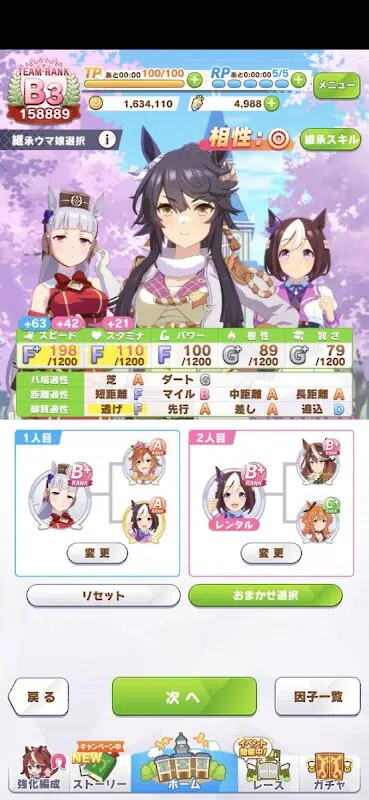 TEAM RANK
B3
158889
TP あと00:00 100/100
RP あと0:00:00 5/5
メニュー
1,634,110
4,988
継承ウマ娘選択
相性:◎
継承スキル
+63 +42 +21
スピード スタミナ パワー 根性 賢さ
F+ 198/1200 F 110/1200 F 100/1200 G+ 89/1200 G+ 79/1200
バ場適性 芝 A ダート G
距離適性 短距離 F マイル B 中距離 A 長距離 A
脚質適性 逃げ F 先行 A 差し A 追込 D
1人目
2人目
B+ RANK
A RANK
A RANK
変更
B+ RANK
レンタル
B+ RANK
C+ RANK
変更
リセット
おまかせ選択
戻る
次へ
因子一覧
強化編成
キャンペーン中
NEW
ストーリー
ホーム
イベント
開催中!
レース
ガチャ